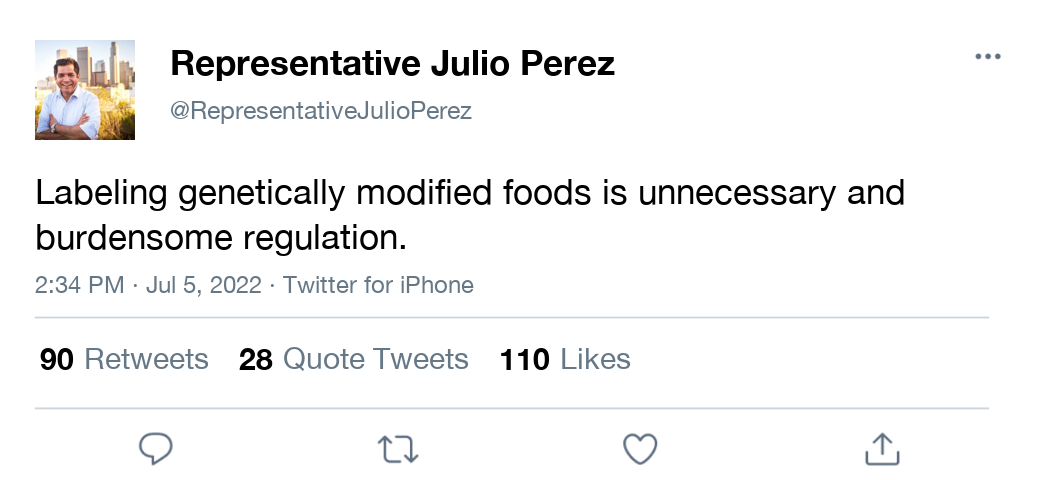 Representative Julio Perez
@RepresentativeJulioPerez
Labeling genetically modified foods is unnecessary and
burdensome regulation.
2:34 PM · Jul 5, 2022 · Twitter for iPhone
90 Retweets 28 Quote Tweets 110 Likes